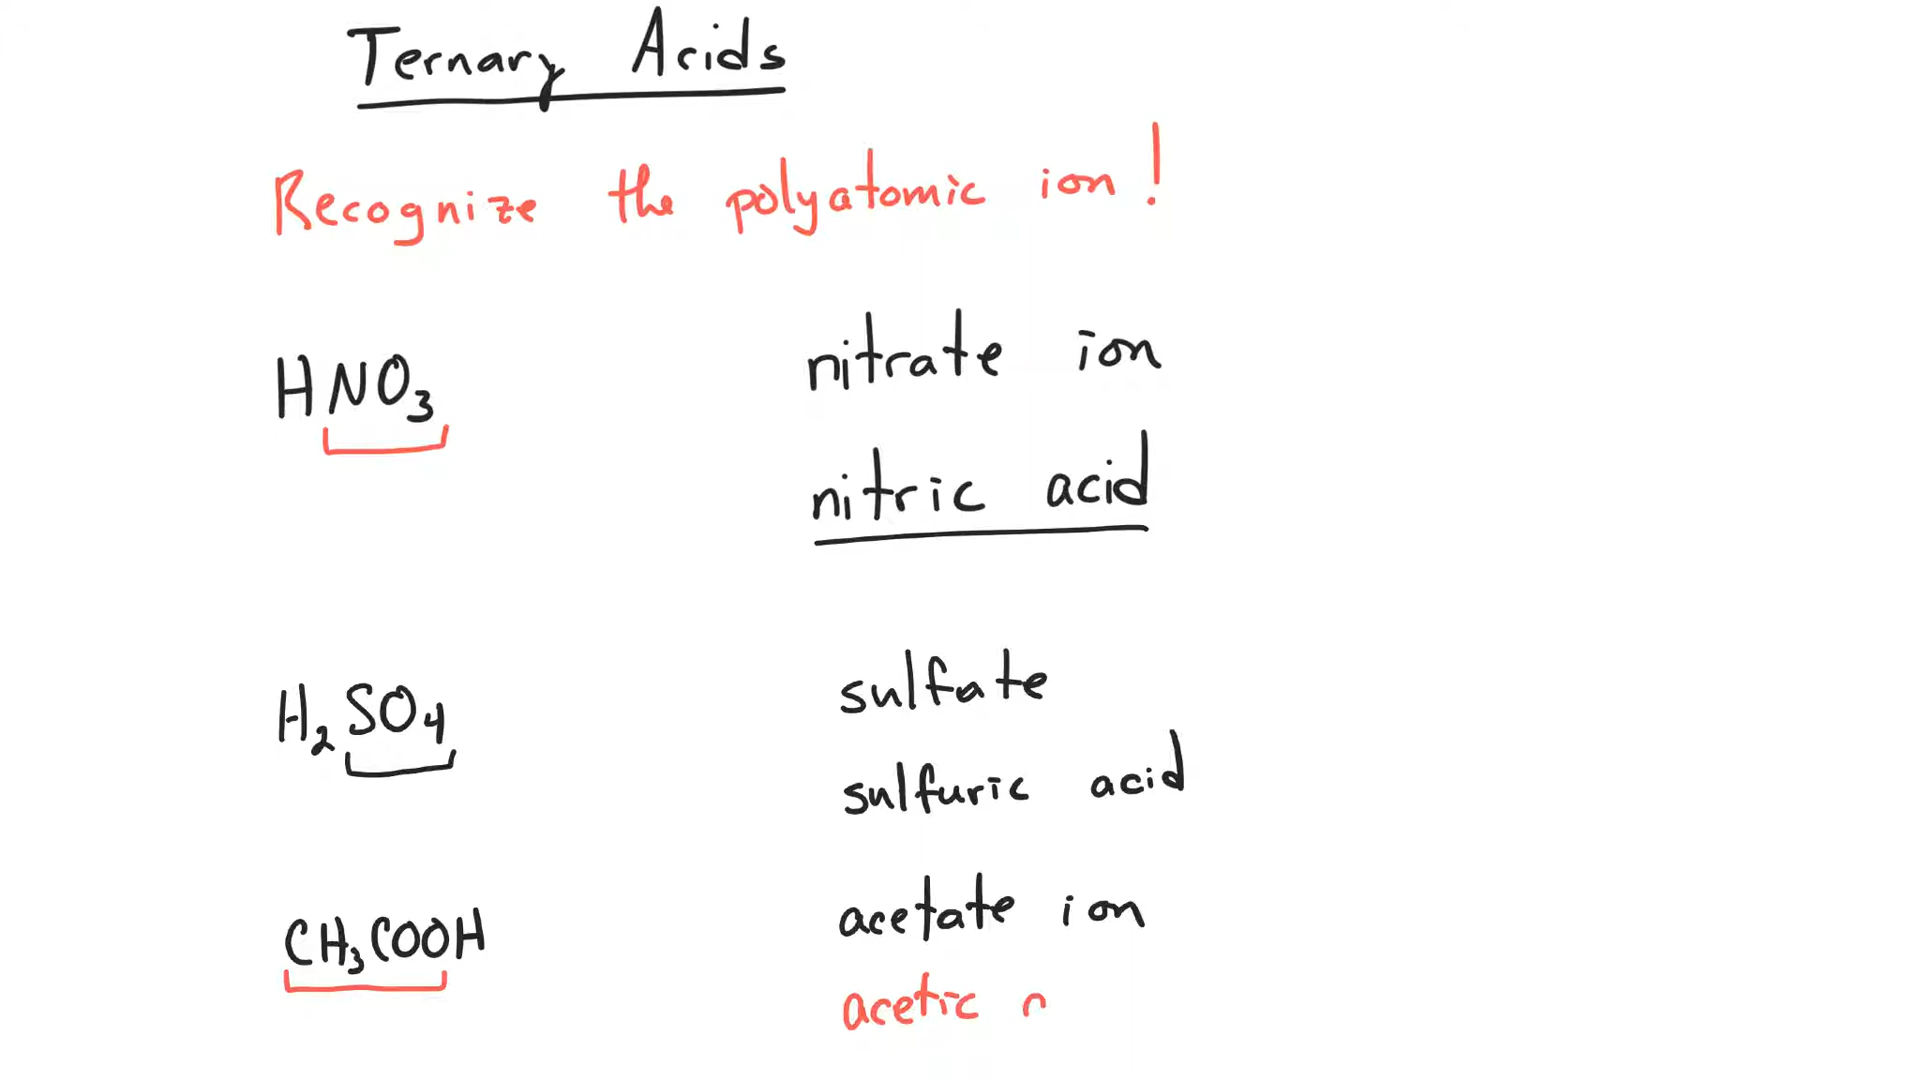 Ternary Acids
Recognize the polyatomic ion!
HNO₃ nitrate ion
nitric acid
H₂SO₄ sulfate
sulfuric acid
CH₃COOH acetate ion
acetic